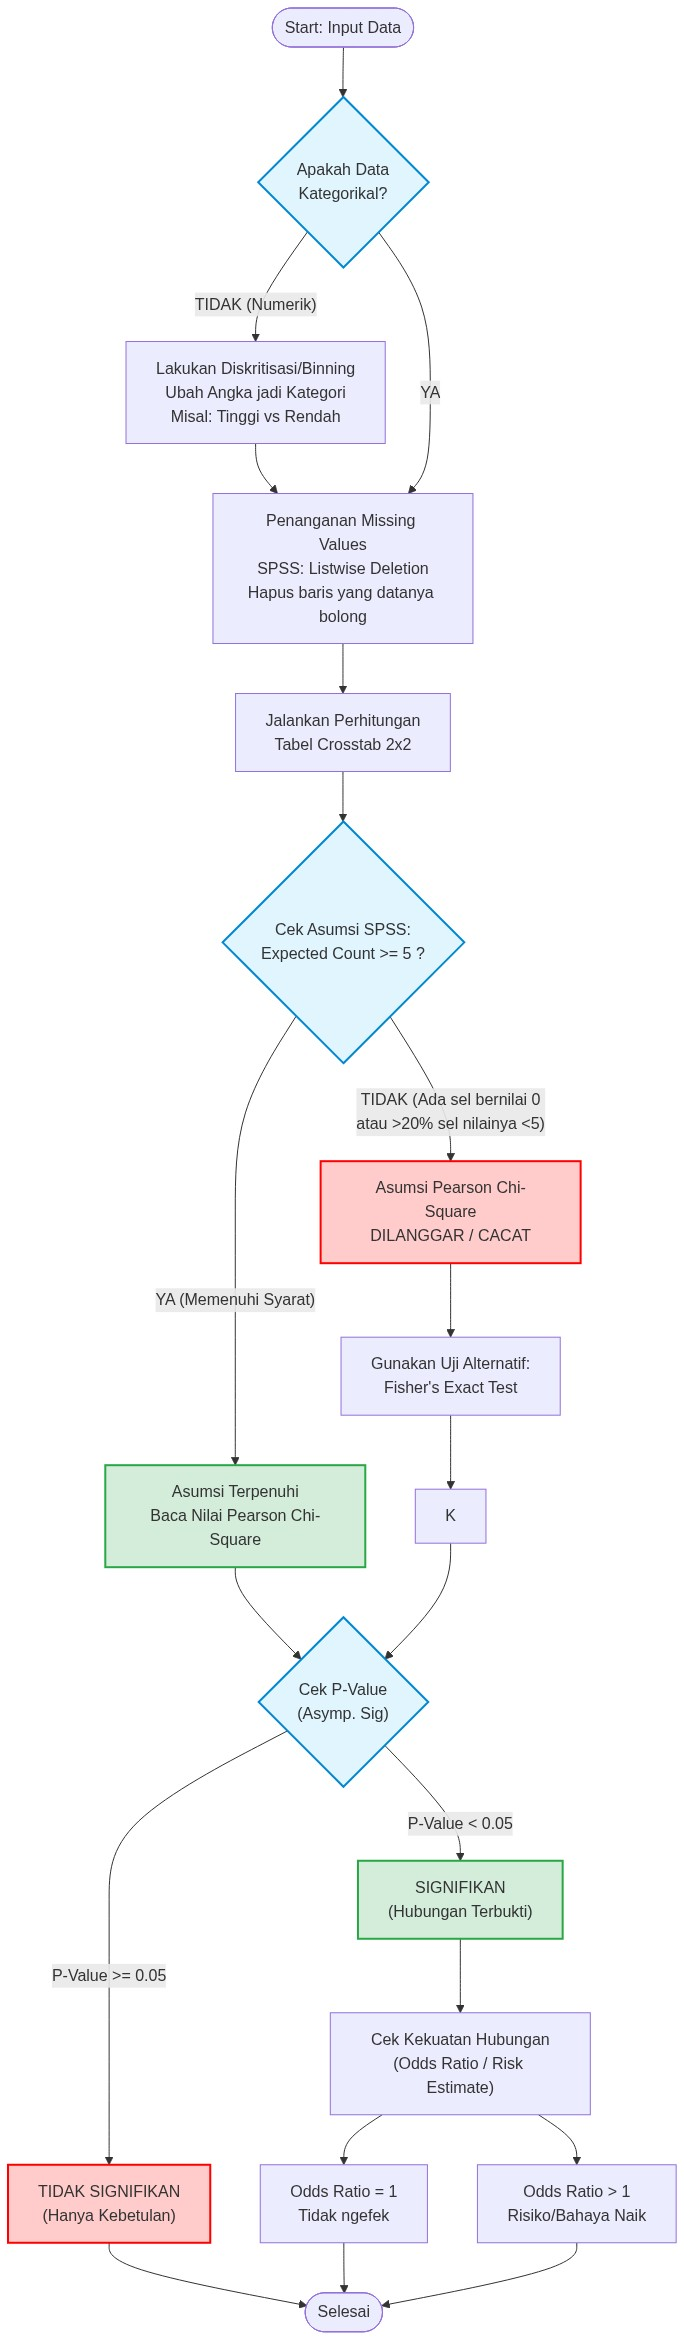 Start: Input Data
Apakah Data
Kategorikal?
TIDAK (Numerik)
Lakukan Diskritisasi/Binning
Ubah Angka jadi Kategori
Misal: Tinggi vs Rendah
YA
Penanganan Missing
Values
SPSS: Listwise Deletion
Hapus baris yang datanya
bolong
Jalankan Perhitungan
Tabel Crosstab 2x2
Cek Asumsi SPSS:
Expected Count >= 5 ?
TIDAK (Ada sel bernilai 0
atau >20% sel nilainya <5)
Asumsi Pearson Chi-
Square
DILANGGAR / CACAT
YA (Memenuhi Syarat)
Gunakan Uji Alternatif:
Fisher's Exact Test
Asumsi Terpenuhi
Baca Nilai Pearson Chi-
Square
K
Cek P-Value
(Asymp. Sig)
P-Value < 0.05
SIGNIFIKAN
(Hubungan Terbukti)
P-Value >= 0.05
Cek Kekuatan Hubungan
(Odds Ratio / Risk
Estimate)
TIDAK SIGNIFIKAN
(Hanya Kebetulan)
Odds Ratio = 1
Tidak ngefek
Odds Ratio > 1
Risiko/Bahaya Naik
Selesai